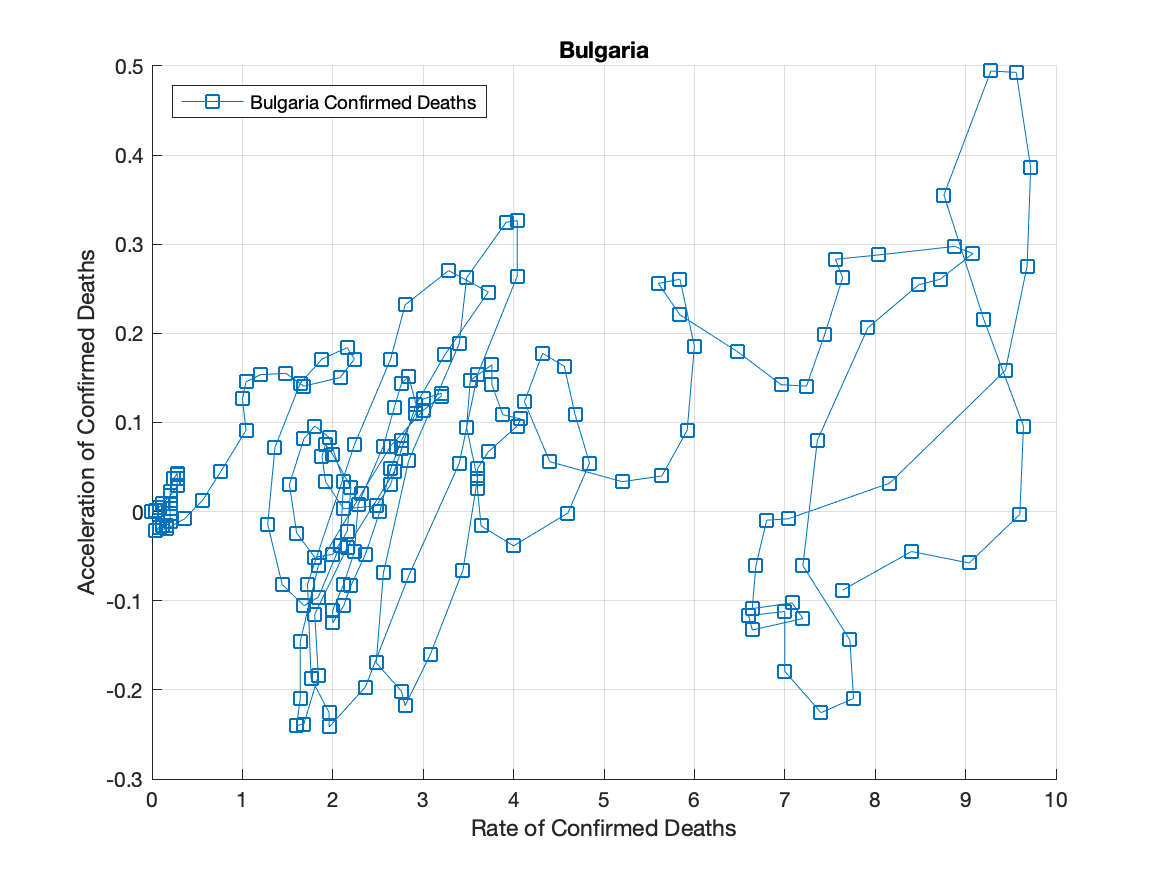 Bulgaria
Bulgaria Confirmed Deaths
0.5
0.4
0.3
0.2
0.1
0
-0.1
-0.2
-0.3
Acceleration of Confirmed Deaths
0 1 2 3 4 5 6 7 8 9 10
Rate of Confirmed Deaths